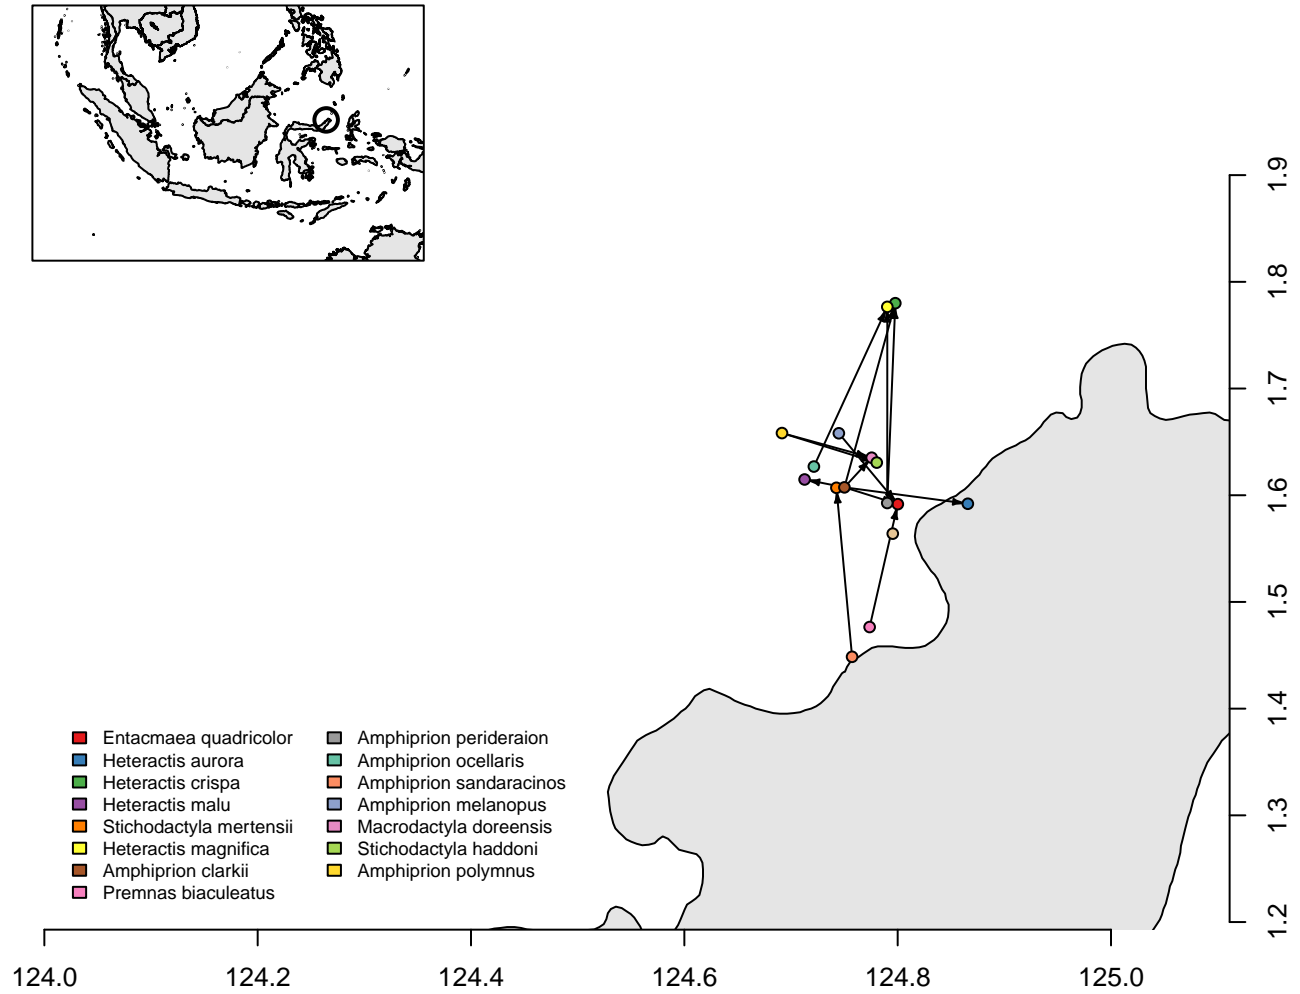 1.9
1.8
1.7
1.6
1.5
1.4
1.3
1.2
Entacmaea quadricolor
Heteractis aurora
Heteractis crispa
Heteractis malu
Stichodactyla mertensii
Heteractis magnifica
Amphiprion clarkii
Premnas biaculeatus
Amphiprion perideraion
Amphiprion ocellaris
Amphiprion sandaracinos
Amphiprion melanopus
Macrodactyla doreensis
Stichodactyla haddoni
Amphiprion polymnus
124.0 124.2 124.4 124.6 124.8 125.0